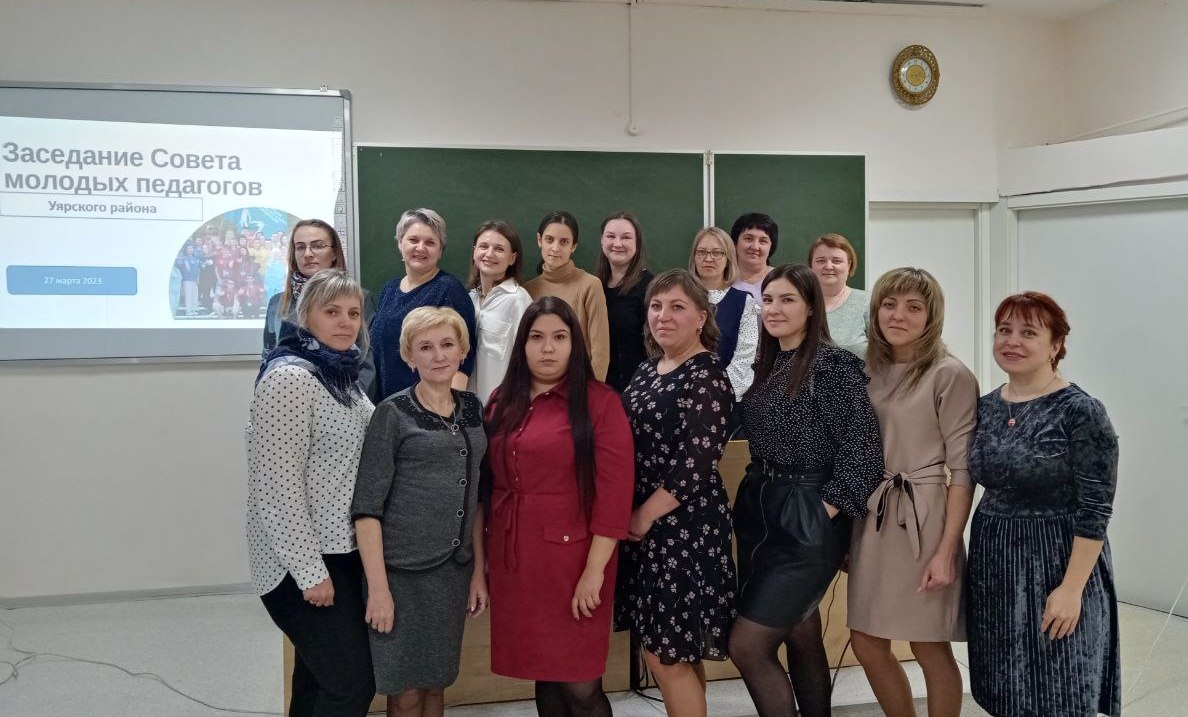 Заседание Совета
молодых педагогов
Уярского района
27 марта 2023